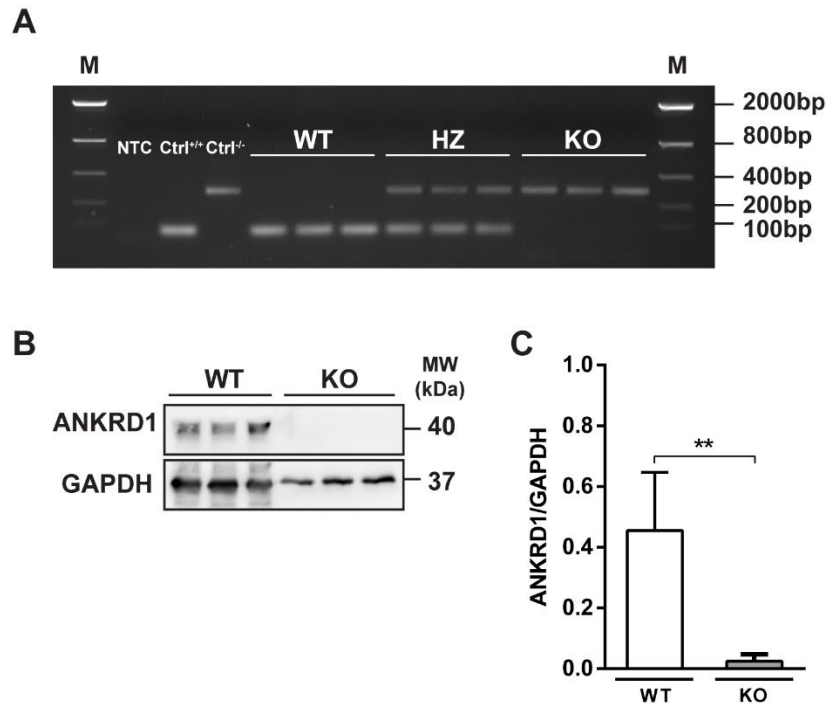 A
M
M
NTC Ctrl+/+ Ctrl-/-
WT
HZ
KO
2000bp
800bp
400bp
200bp
100bp
B
WT
KO
MW
(kDa)
ANKRD1
40
GAPDH
37
C
ANKRD1/GAPDH
1.0
0.8
0.6
0.4
0.2
0.0
**
WT
KO